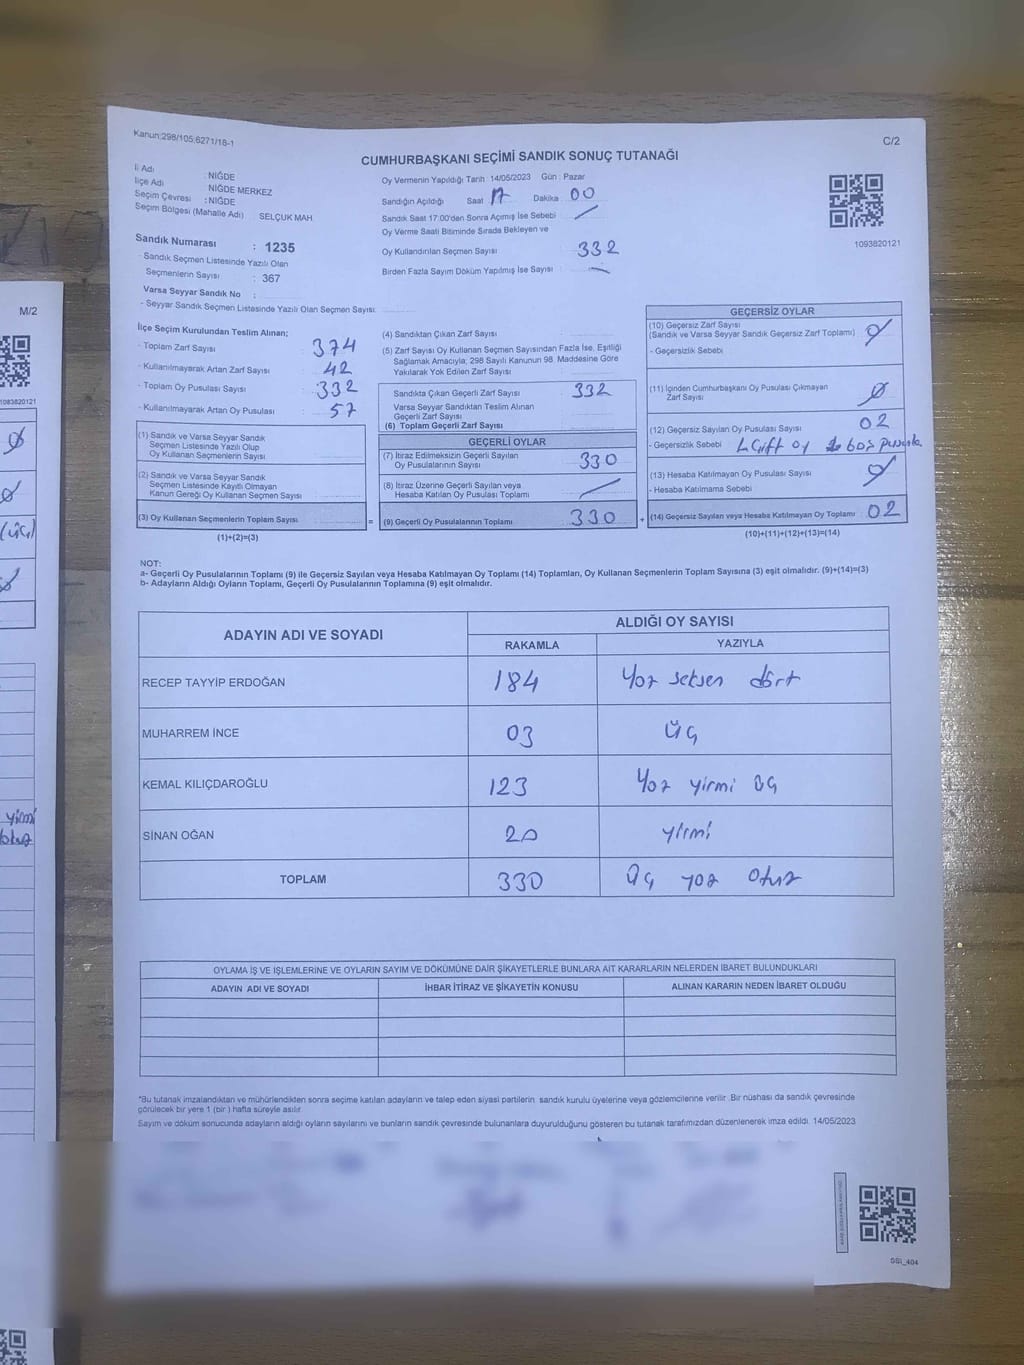 Kanun:298/105;6271/18-1
C/2
CUMHURBAŞKANI SEÇİMİ SANDIK SONUÇ TUTANAĞI
İl Adı : NİĞDE
İlçe Adı NİĞDE MERKEZ
Seçim Çevresi : NİĞDE
Seçim Bölgesi (Mahalle Adı) SELÇUK MAH
Oy Vermenin Yapıldığı Tarih :14/05/2023 Gün : Pazar
Sandığın Açıldığı Saat 17 Dakika 00
Sandık Saat 17:00'den Sonra Açımış İse Sebebi
Oy Verme Saati Bitiminde Sırada Bekleyen ve
Oy Kullandırılan Seçmen Sayısı 332
Birden Fazla Sayım Döküm Yapılmış İse Sayısı
1093820121
Sandık Numarası : 1235
- Sandık Seçmen Listesinde Yazılı Olan
Seçmenlerin Sayısı : 367
Varsa Seyyar Sandık No :
- Seyyar Sandık Seçmen Listesinde Yazılı Olan Seçmen Sayısı:
İlçe Seçim Kurulundan Teslim Alınan;
- Toplam Zarf Sayısı : 374
- Kullanılmayarak Artan Zarf Sayısı : 42
- Toplam Oy Pusulası Sayısı : 332
- Kullanılmayarak Artan Oy Pusulası : 57
(1) Sandık ve Varsa Seyyar Sandık
Seçmen Listesinde Yazılı Olup
Oy Kullanan Seçmenlerin Sayısı
(2) Sandık ve Varsa Seyyar Sandık
Seçmen Listesinde Kayıtlı Olmayan
Kanun Gereği Oy Kullanan Seçmen Sayısı
(3) Oy Kullanan Seçmenlerin Toplam Sayısı
(1)+(2)=(3)
(4) Sandıktan Çıkan Zarf Sayısı
(5) Zarf Sayısı Oy Kullanan Seçmen Sayısından Fazla İse, Eşitliği
Sağlamak Amacıyla; 298 Sayılı Kanunun 98. Maddesine Göre
Yakılarak Yok Edilen Zarf Sayısı
Sandıkta Çıkan Geçerli Zarf Sayısı 332
Varsa Seyyar Sandıktan Teslim Alınan
Geçerli Zarf Sayısı
(6) Toplam Geçerli Zarf Sayısı
GEÇERLİ OYLAR
(7) İtiraz Edilmeksizin Geçerli Sayılan
Oy Pusulalarının Sayısı 330
(8) İtiraz Üzerine Geçerli Sayılan veya
Hesaba Katılan Oy Pusulası Toplamı
= (9) Geçerli Oy Pusulalarının Toplamı 330
GEÇERSİZ OYLAR
(10) Geçersiz Zarf Sayısı
(Sandık ve Varsa Seyyar Sandık Geçersiz Zarf Toplamı) Ø
- Geçersizlik Sebebi
(11) İçinden Cumhurbaşkanı Oy Pusulası Çıkmayan
Zarf Sayısı Ø
(12) Geçersiz Sayılan Oy Pusulası Sayısı 02
- Geçersizlik Sebebi 1 Çift oy 1 boş pusula
(13) Hesaba Katılmayan Oy Pusulası Sayısı Ø
- Hesaba Katılmama Sebebi
+ (14) Geçersiz Sayılan veya Hesaba Katılmayan Oy Toplamı 02
(10)+(11)+(12)+(13)=(14)
NOT:
a- Geçerli Oy Pusulalarının Toplamı (9) ile Geçersiz Sayılan veya Hesaba Katılmayan Oy Toplamı (14) Toplamları, Oy Kullanan Seçmenlerin Toplam Sayısına (3) eşit olmalıdır. (9)+(14)=(3)
b- Adayların Aldığı Oyların Toplamı, Geçerli Oy Pusulalarının Toplamına (9) eşit olmalıdır.
ADAYIN ADI VE SOYADI ALDIĞI OY SAYISI
RAKAMLA YAZIYLA
RECEP TAYYİP ERDOĞAN 184 Yüz seksen dört
MUHARREM İNCE 03 üç
KEMAL KILIÇDAROĞLU 123 Yüz yirmi üç
SİNAN OĞAN 20 yirmi
TOPLAM 330 Üç yüz otuz
OYLAMA İŞ VE İŞLEMLERİNE VE OYLARIN SAYIM VE DÖKÜMÜNE DAİR ŞİKAYETLERLE BUNLARA AİT KARARLARIN NELERDEN İBARET BULUNDUKLARI
ADAYIN ADI VE SOYADI İHBAR İTİRAZ VE ŞİKAYETİN KONUSU ALINAN KARARIN NEDEN İBARET OLDUĞU
*Bu tutanak imzalandıktan ve mühürlendikten sonra seçime katılan adayların ve talep eden siyasi partilerin sandık kurulu üyelerine veya gözlemcilerine verilir .Bir nüshası da sandık çevresinde
görülecek bir yere 1 (bir ) hafta süreyle asılır.
Sayım ve döküm sonucunda adayların aldığı oyların sayılarını ve bunların sandık çevresinde bulunanlara duyurulduğunu gösteren bu tutanak tarafımızdan düzenlenerek imza edildi. 14/05/2023
SSI_404
M/2
1083820121
Ø
Ø
(üç)
Ø
yirmi
otuz